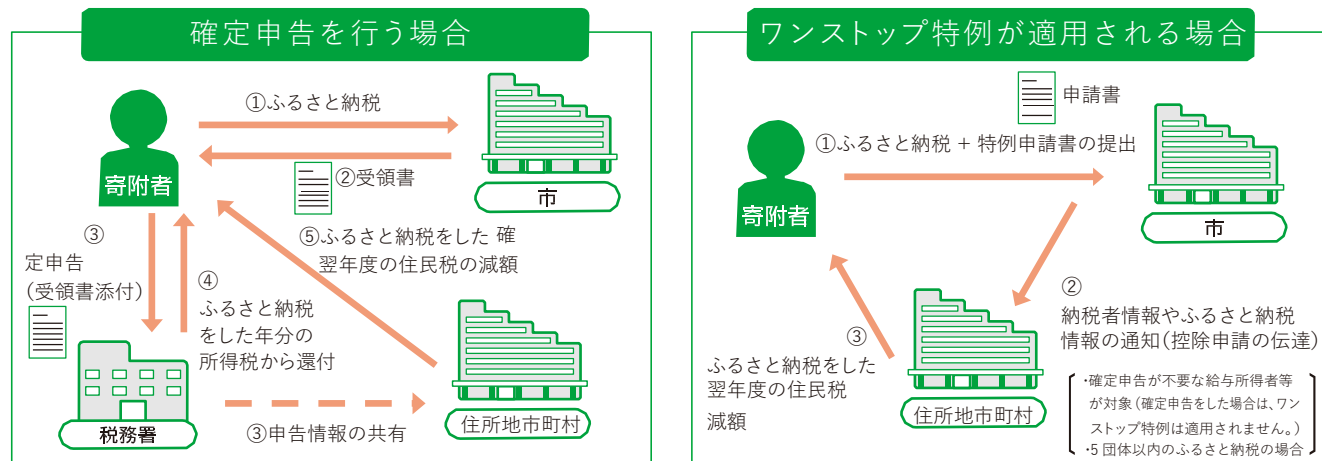 確定申告を行う場合
①ふるさと納税
寄附者
②受領書
市
③
定申告
(受領書添付)
④
ふるさと納税
をした年分の
所得税から還付
⑤ふるさと納税をした 確
翌年度の住民税の減額
税務署
③申告情報の共有
住所地市町村
ワンストップ特例が適用される場合
申請書
①ふるさと納税 + 特例申請書の提出
寄附者
市
②
納税者情報やふるさと納税
情報の通知(控除申請の伝達)
③
ふるさと納税をした
翌年度の住民税
減額
住所地市町村
・確定申告が不要な給与所得者等
が対象(確定申告をした場合は、ワン
ストップ特例は適用されません。)
・5 団体以内のふるさと納税の場合